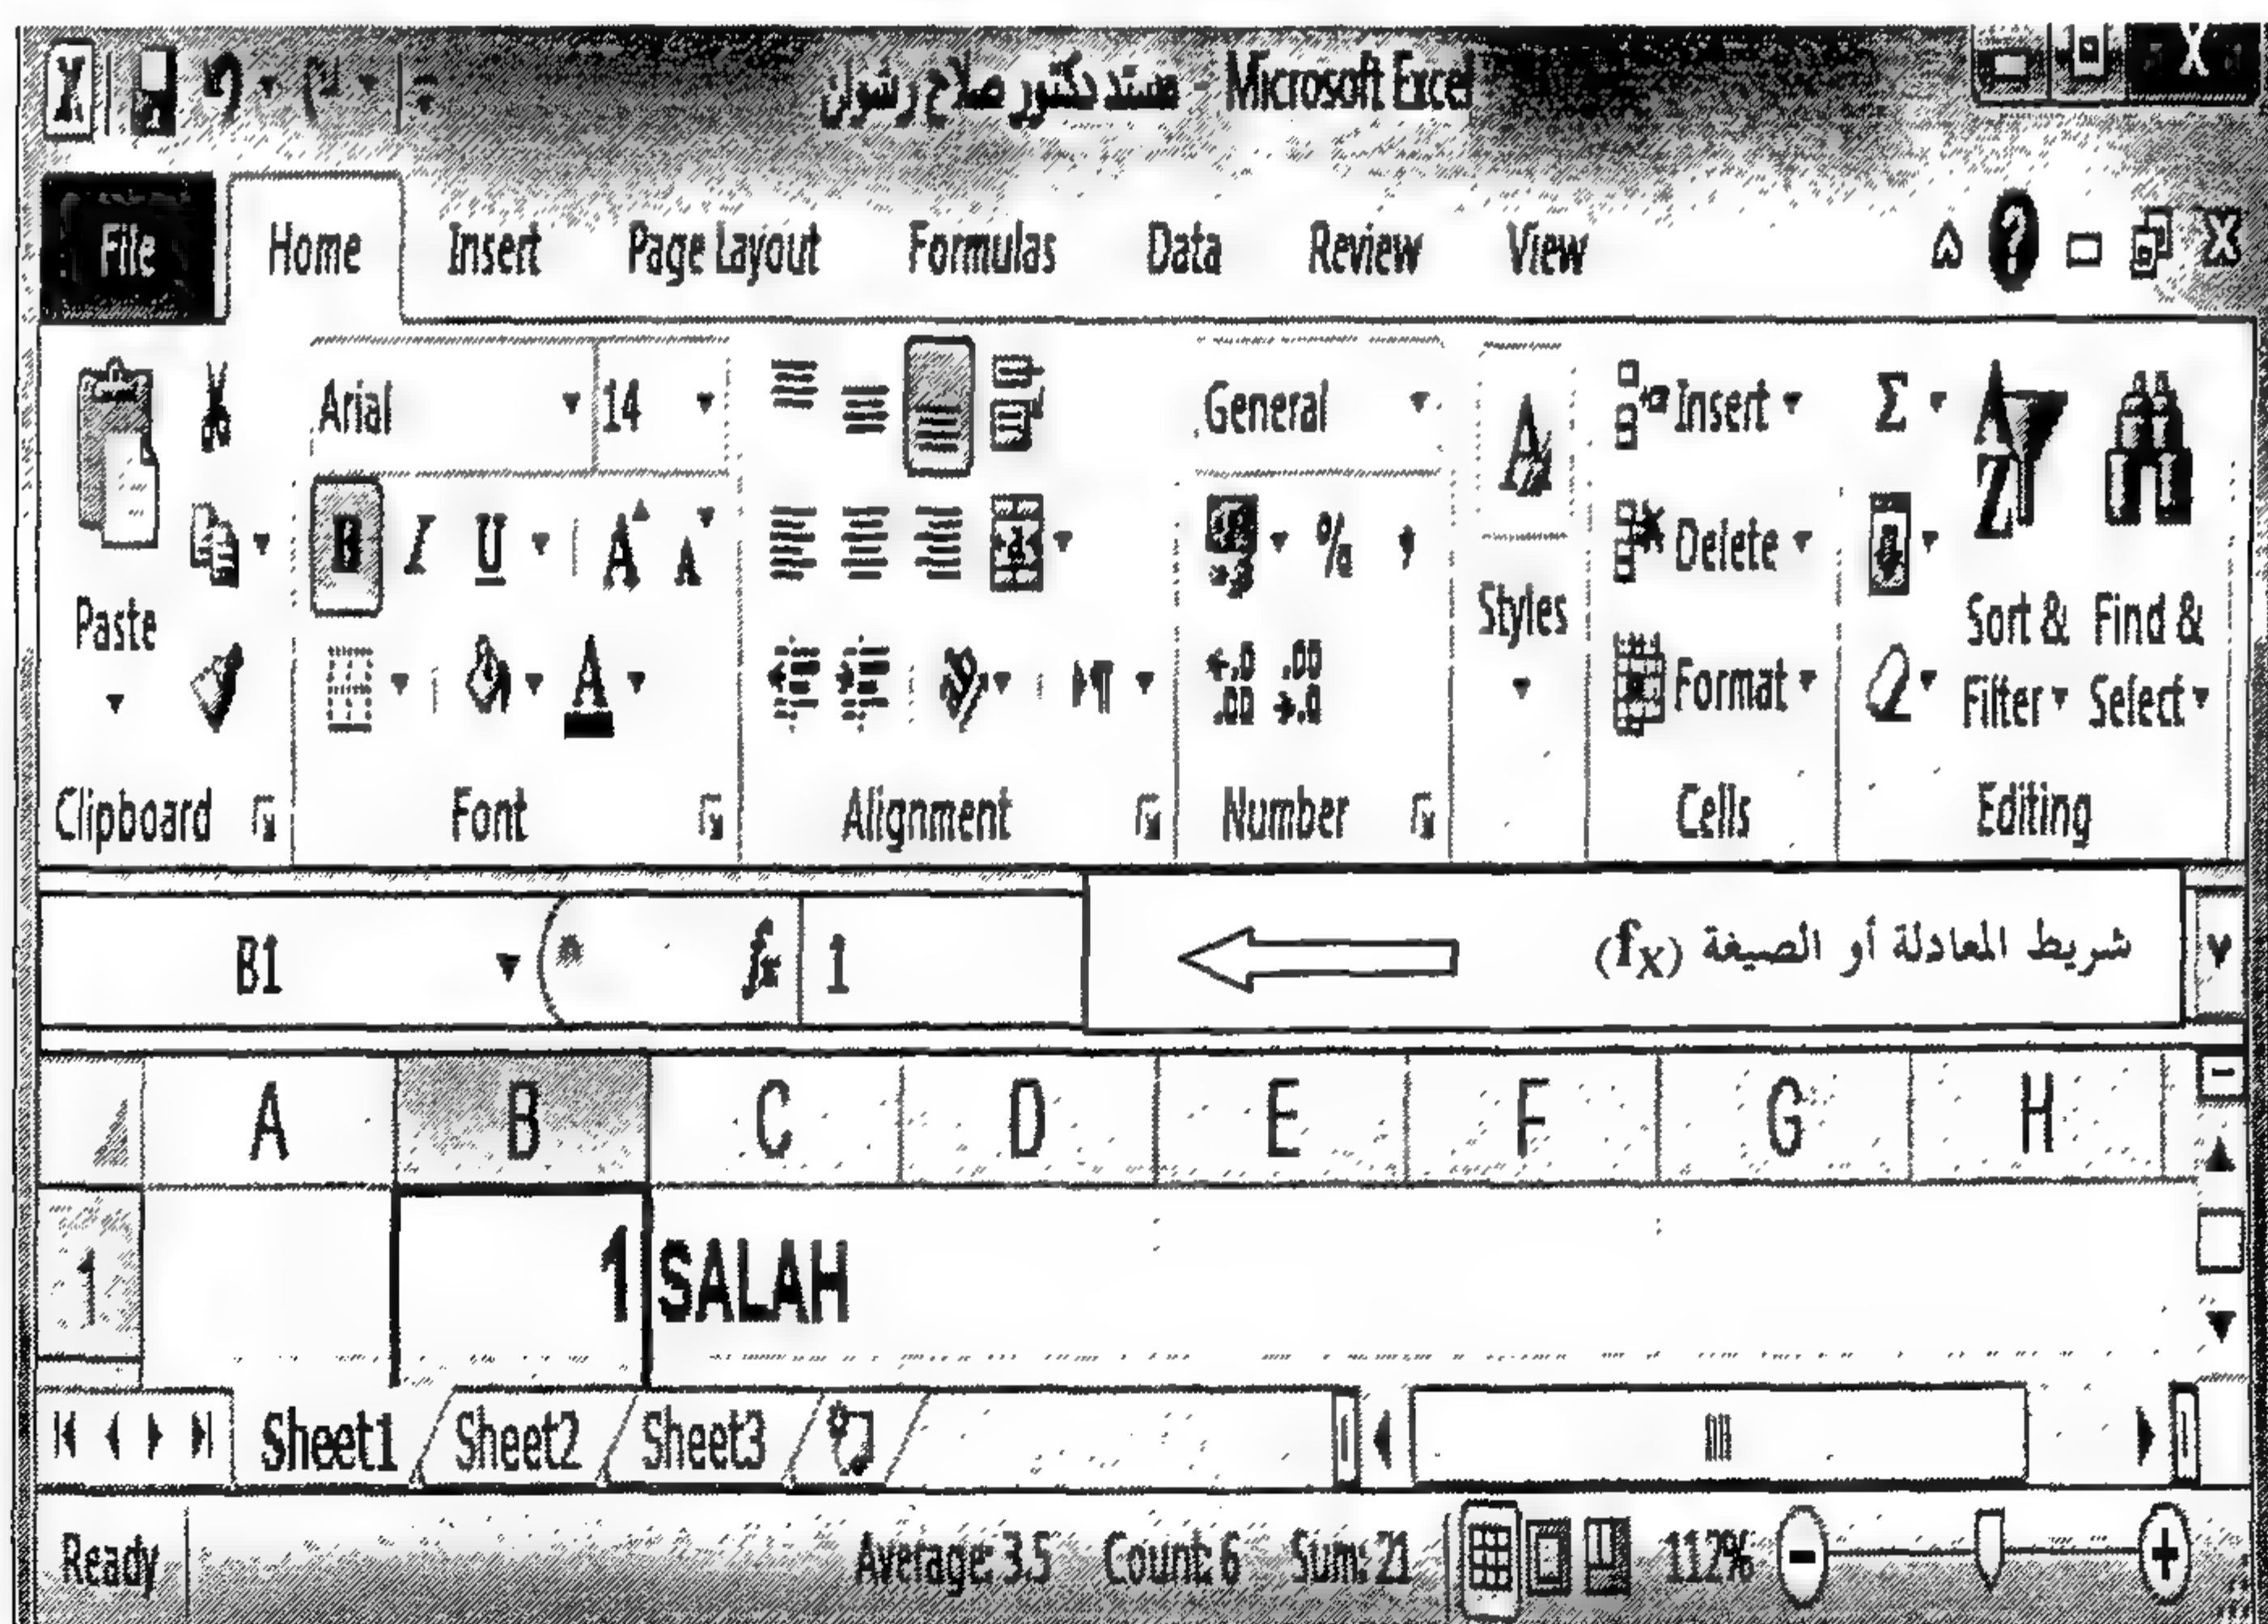 مستند دكتور صلاح رشوان - Microsoft Excel
File Home Insert Page Layout Formulas Data Review View
Arial 14 General Insert Σ
B I U A A % , Delete
Paste Styles Sort & Filter Find & Select
A Format
Clipboard Font Alignment Number Cells Editing
B1 fx 1 شريط المعادلة أو الصيغة (fx)
A B C D E F G H
1 1 SALAH
Sheet1 Sheet2 Sheet3
Ready Average: 3.5 Count: 6 Sum: 21 112%